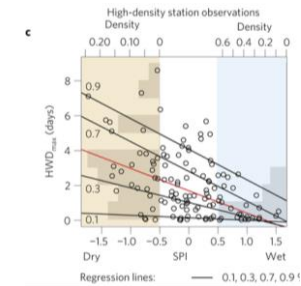 High-density station observations
Density Density
0.20 0.10 0 0.6 0.4 0.2 0
c
HWDmax (days)
8
6
4
2
0
0.9
0.7
0.3
0.1
−1.5 −1.0 −0.5 0 0.5 1.0 1.5
Dry SPI Wet
Regression lines: 0.1, 0.3, 0.7, 0.9